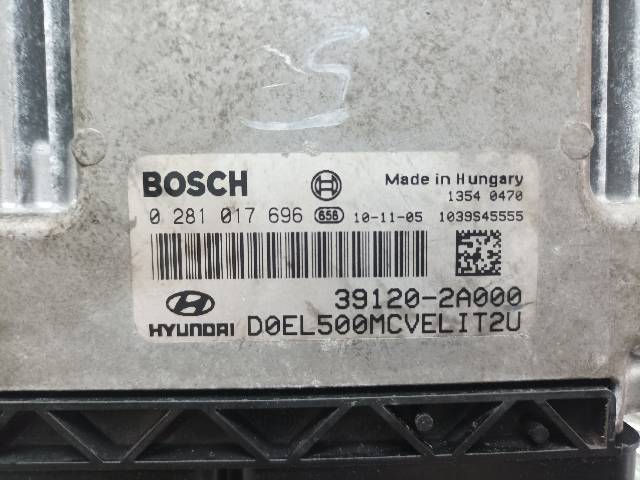 BOSCH
Made in Hungary
1354 0470
0 281 017 696 658 10-11-05 1039S45555
39120-2A000
HYUNDAI D0EL500MCVELIT2U